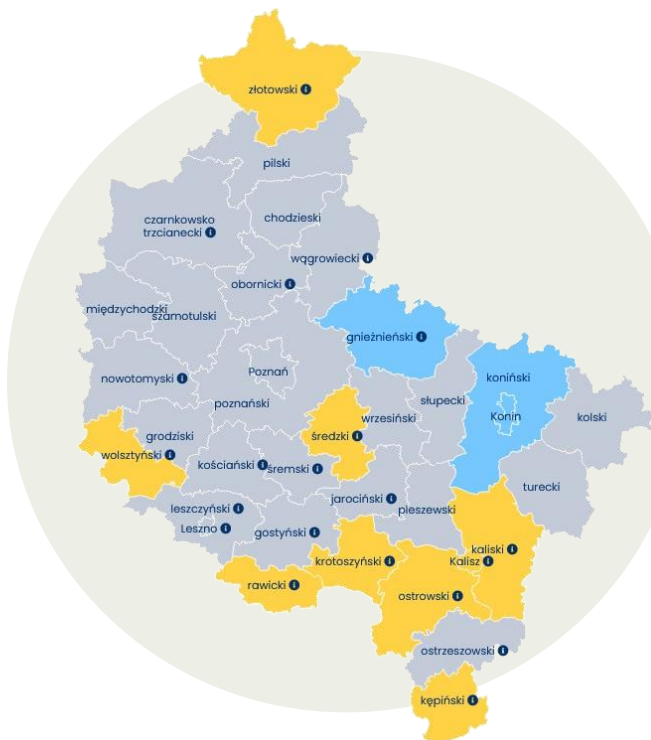 złotowski
pilski
chodzieski
czarnkowsko
trzcianecki
wągrowiecki
obornicki
międzychodzki
szamotulski
gnieźnieński
Poznań
nowotomyski
koniński
słupecki
poznański
Konin
kolski
wrzesiński
grodziski
średzki
wolsztyński
kościański
śremski
turecki
jarociński
leszczyński
pleszewski
Leszno
gostyński
kaliski
krotoszyński
Kalisz
rawicki
ostrowski
ostrzeszowski
kępiński